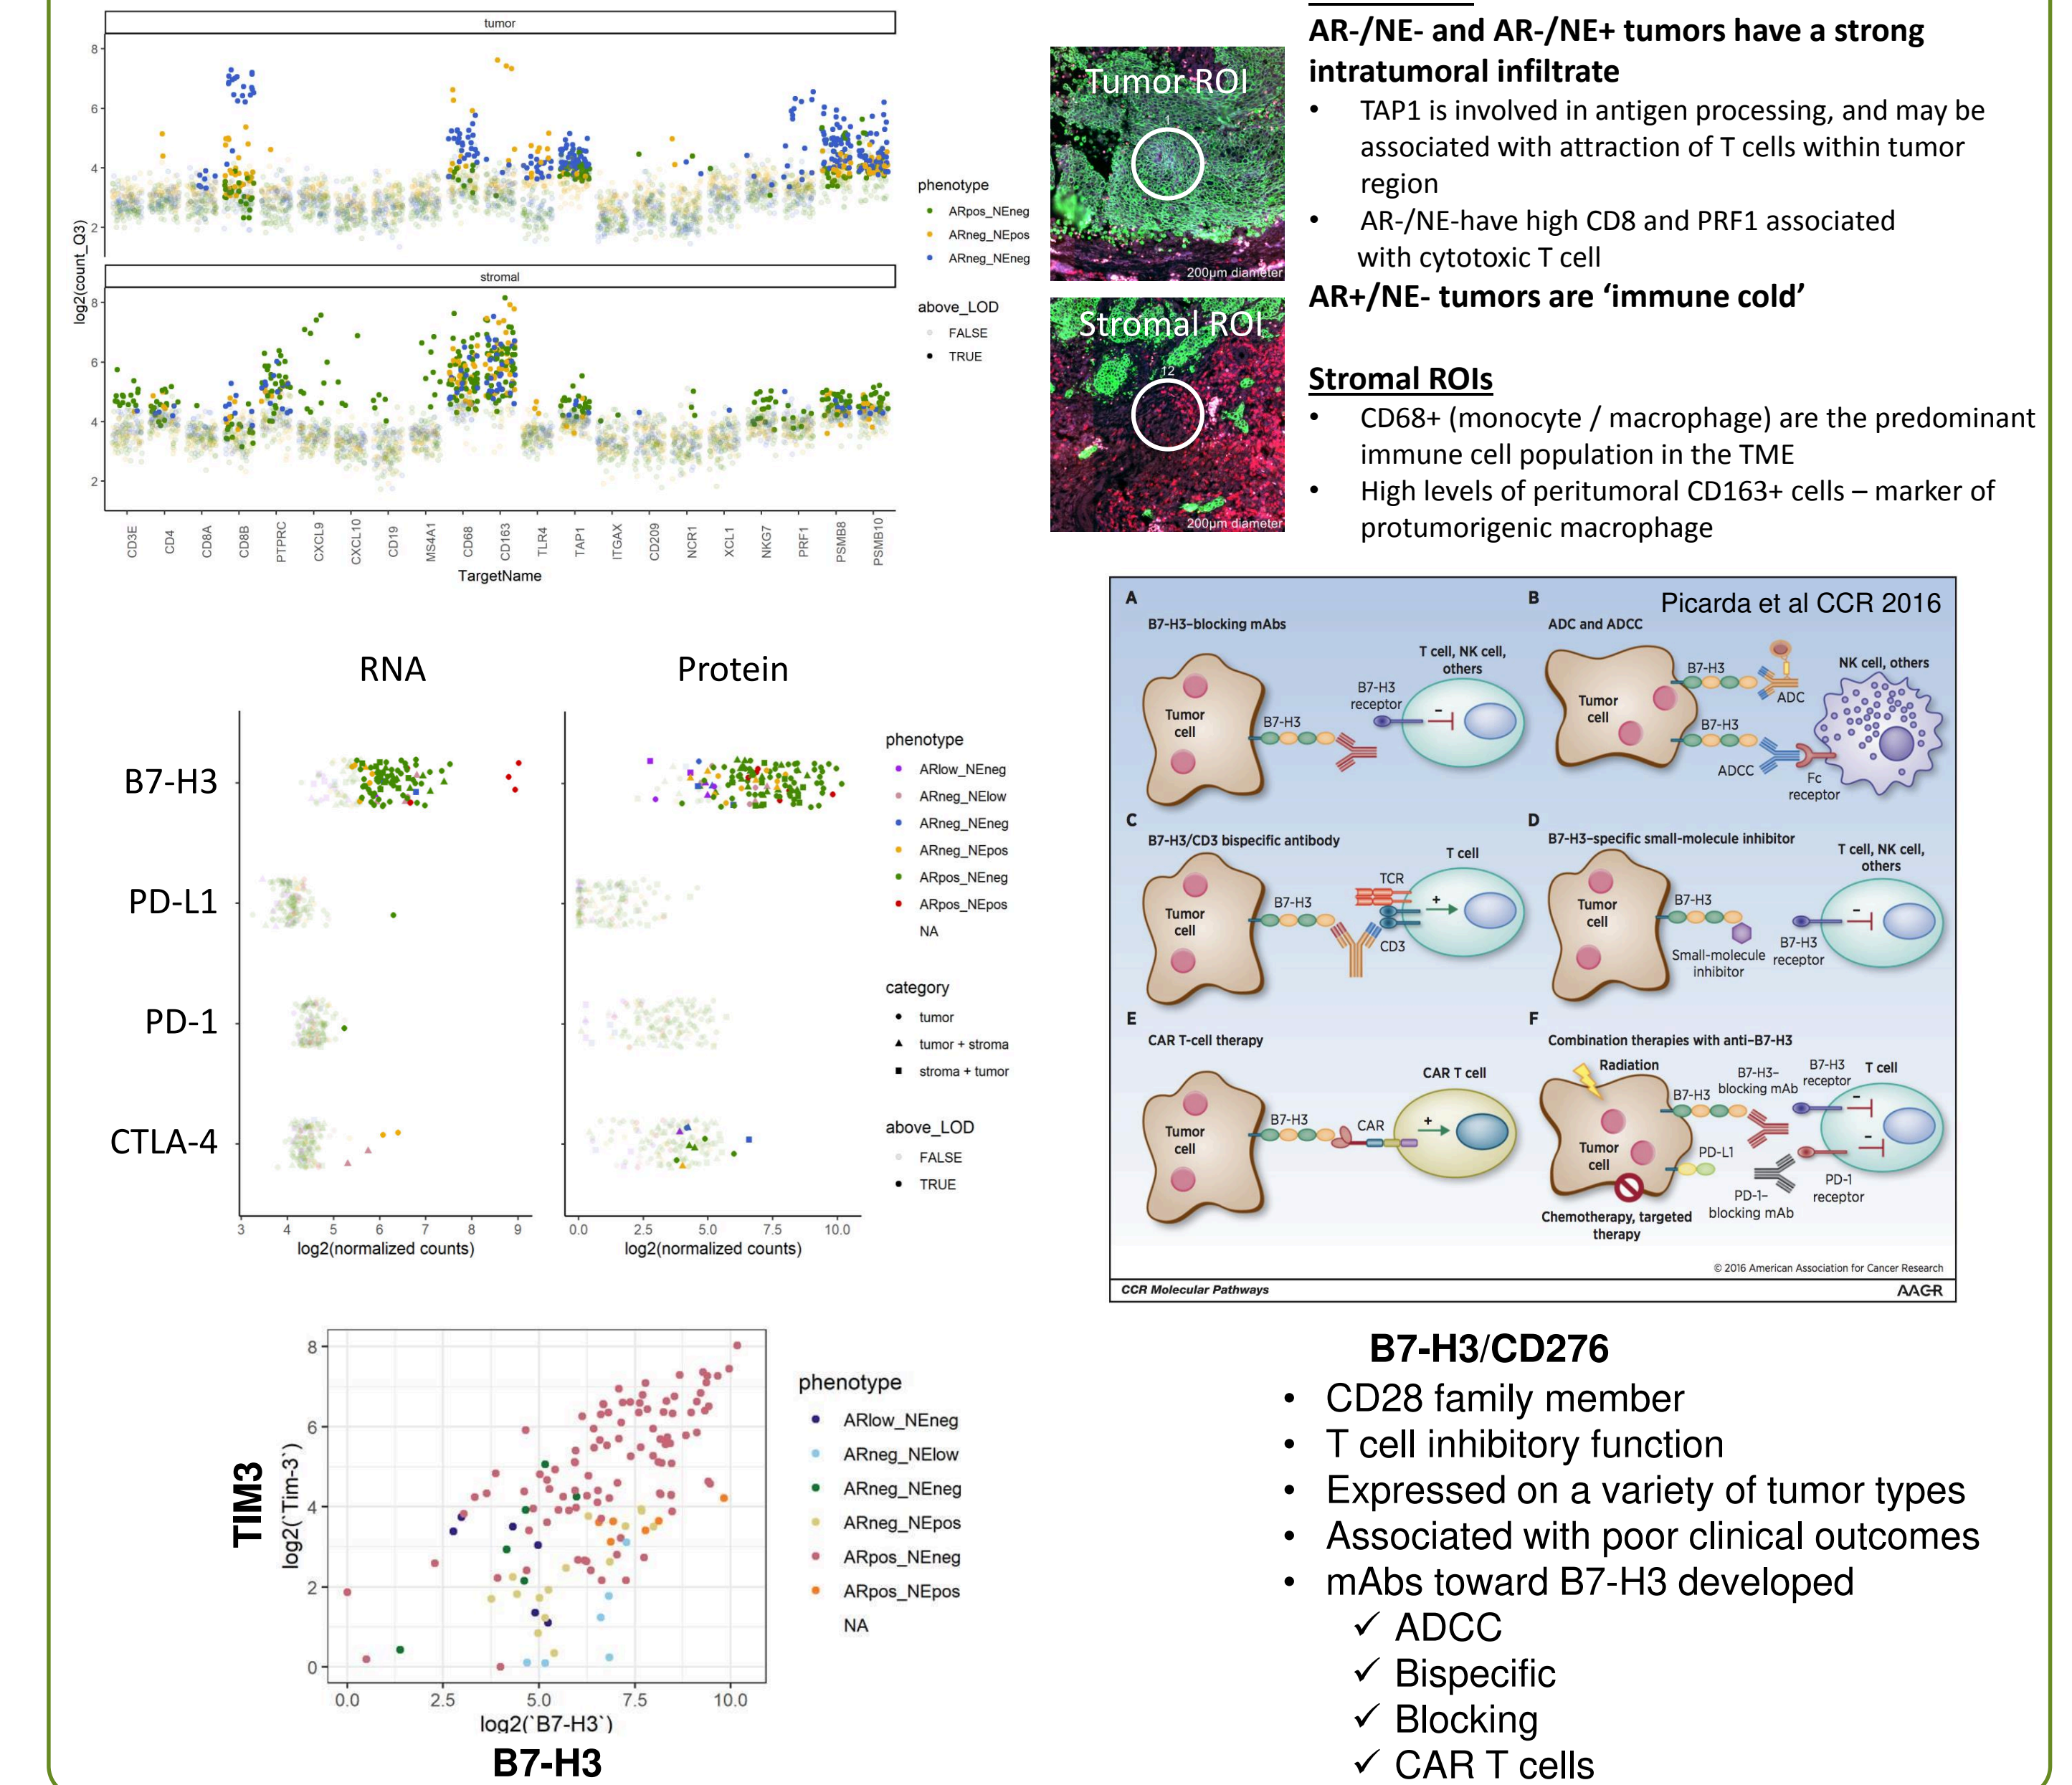 tumor
8
6
4
2
stromal
8
6
4
2
log2(count_Q3)
CD3E
CD4
CD8A
CD8B
PTPRC
CXCL9
CXCL10
CD19
MS4A1
CD68
CD163
TLR4
TAP1
ITGAX
CD209
NCR1
XCL1
NKG7
PRF1
PSMB8
PSMB10
TargetName
phenotype
ARpos_NEneg
ARneg_NEpos
ARneg_NEneg
above_LOD
FALSE
TRUE
Tumor ROI
1
200µm diameter
Stromal ROI
12
200µm diameter
AR-/NE- and AR-/NE+ tumors have a strong
intratumoral infiltrate
• TAP1 is involved in antigen processing, and may be
associated with attraction of T cells within tumor
region
• AR-/NE-have high CD8 and PRF1 associated
with cytotoxic T cell
AR+/NE- tumors are ‘immune cold’
Stromal ROIs
• CD68+ (monocyte / macrophage) are the predominant
immune cell population in the TME
• High levels of peritumoral CD163+ cells – marker of
protumorigenic macrophage
RNA
Protein
B7-H3
PD-L1
PD-1
CTLA-4
3 4 5 6 7 8 9
log2(normalized counts)
0.0 2.5 5.0 7.5 10.0
log2(normalized counts)
phenotype
ARlow_NEneg
ARneg_NElow
ARneg_NEneg
ARneg_NEpos
ARpos_NEneg
ARpos_NEpos
NA
category
tumor
tumor + stroma
stroma + tumor
above_LOD
FALSE
TRUE
Picarda et al CCR 2016
A
B7-H3–blocking mAbs
Tumor
cell
B7-H3
B7-H3
receptor
T cell, NK cell,
others
–
B
ADC and ADCC
Tumor
cell
B7-H3
ADC
B7-H3
ADCC
Fc
receptor
NK cell, others
C
B7-H3/CD3 bispecific antibody
Tumor
cell
B7-H3
TCR
CD3
T cell
+
D
B7-H3–specific small-molecule inhibitor
Tumor
cell
B7-H3
Small-molecule
inhibitor
B7-H3
receptor
T cell, NK cell,
others
–
E
CAR T-cell therapy
Tumor
cell
B7-H3
CAR
CAR T cell
+
F
Combination therapies with anti–B7-H3
Radiation
Tumor
cell
B7-H3
B7-H3–
blocking mAb
B7-H3
receptor
T cell
–
–
PD-L1
PD-1–
blocking mAb
PD-1
receptor
Chemotherapy, targeted
therapy
© 2016 American Association for Cancer Research
CCR Molecular Pathways
AACR
TIM3
log2(`Tim-3`)
8
6
4
2
0
0.0 2.5 5.0 7.5 10.0
log2(`B7-H3`)
B7-H3
phenotype
ARlow_NEneg
ARneg_NElow
ARneg_NEneg
ARneg_NEpos
ARpos_NEneg
ARpos_NEpos
NA
B7-H3/CD276
• CD28 family member
• T cell inhibitory function
• Expressed on a variety of tumor types
• Associated with poor clinical outcomes
• mAbs toward B7-H3 developed
✓ ADCC
✓ Bispecific
✓ Blocking
✓ CAR T cells